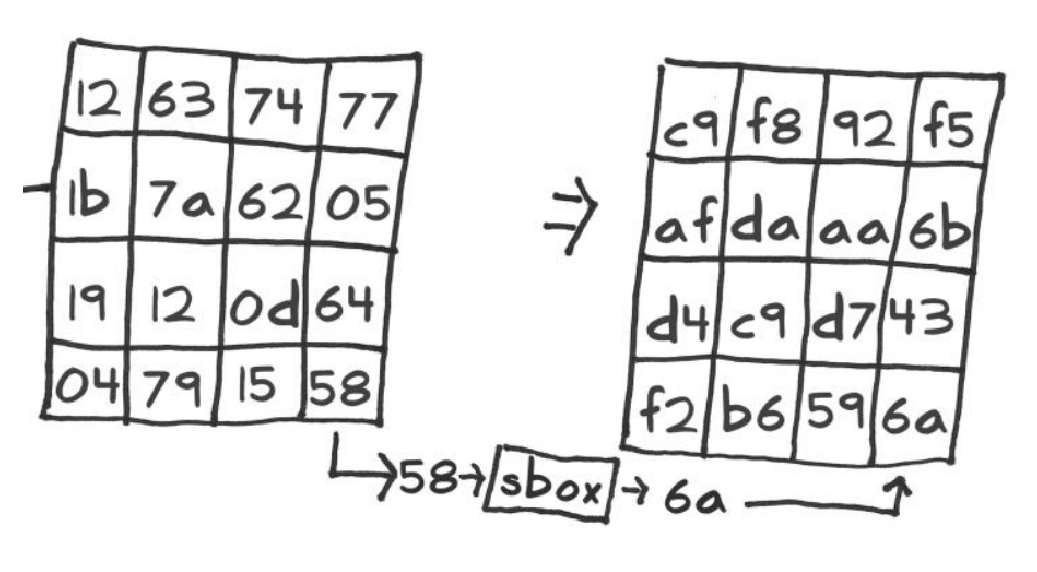 12 63 74 77
c9 f8 92 f5
1b 7a 62 05
af da aa 6b
19 12 0d 64
d4 c9 d7 43
04 79 15 58
f2 b6 59 6a
58 → sbox → 6a